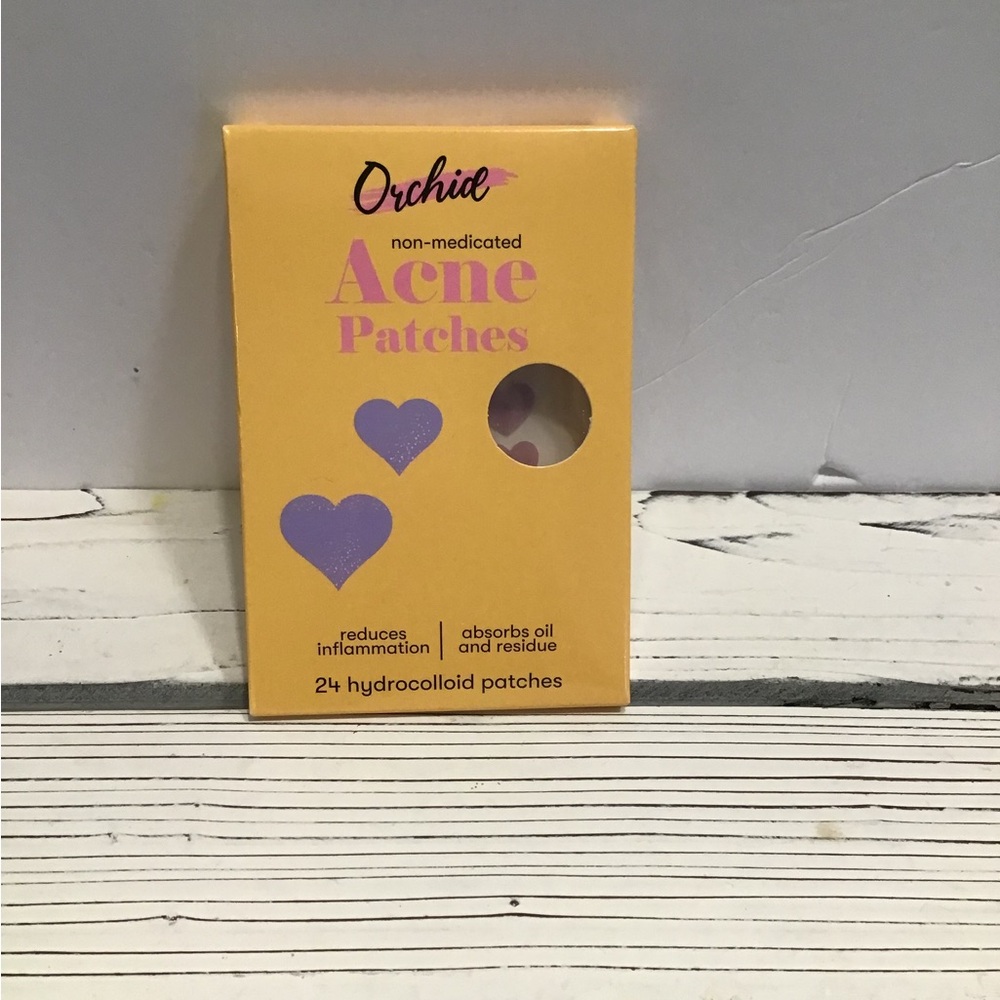 Orchid
non-medicated
Acne
Patches
reduces
inflammation
absorbs oil
and residue
24 hydrocolloid patches